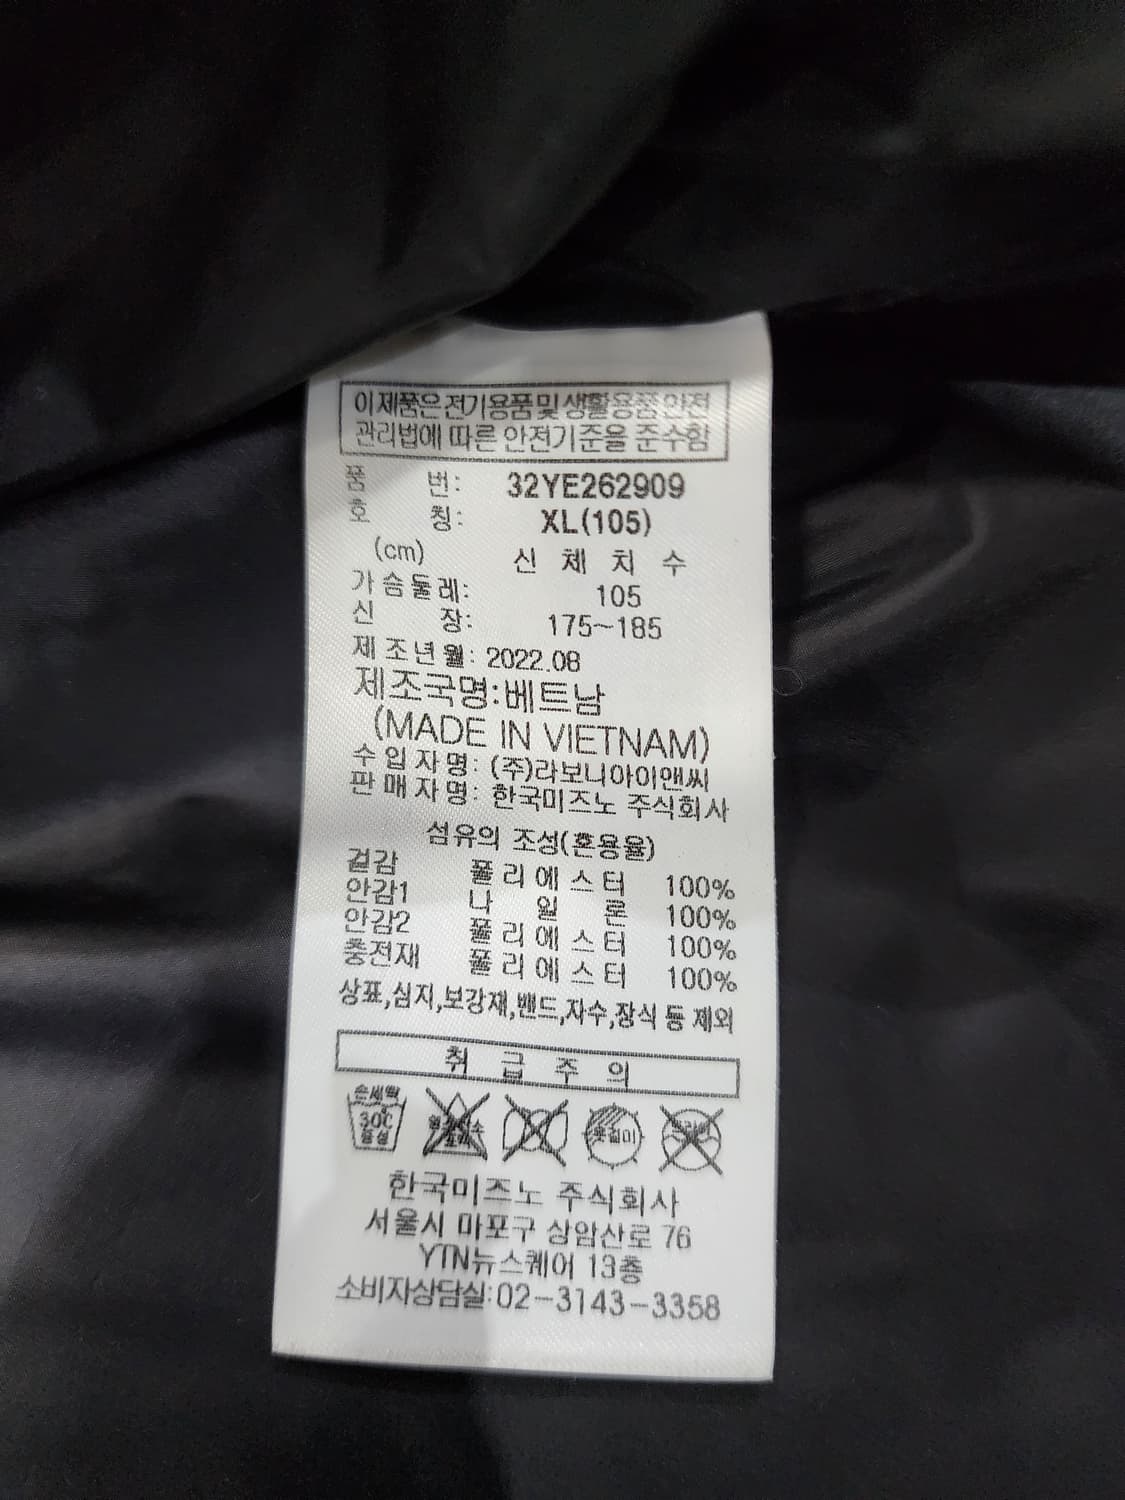 이 제품은 전기용품 및 생활용품 안전
관리법에 따른 안전기준을 준수함
품 번: 32YE262909
호 칭: XL(105)
(cm) 신 체 치 수
가슴둘레: 105
신 장: 175~185
제조년월: 2022.08
제조국명:베트남
(MADE IN VIETNAM)
수입자명: (주)라보니아이앤씨
판매자명: 한국미즈노 주식회사
섬유의 조성(혼용율)
겉감 폴리에스터 100%
안감1 나 일 론 100%
안감2 폴리에스터 100%
충전재 폴리에스터 100%
상표,심지,보강재,밴드,자수,장식 등 제외
취 급 주 의
손세탁
30℃
중성
옷걸이
한국미즈노 주식회사
서울시 마포구 상암산로 76
YTN뉴스퀘어 13층
소비자상담실:02-3143-3358